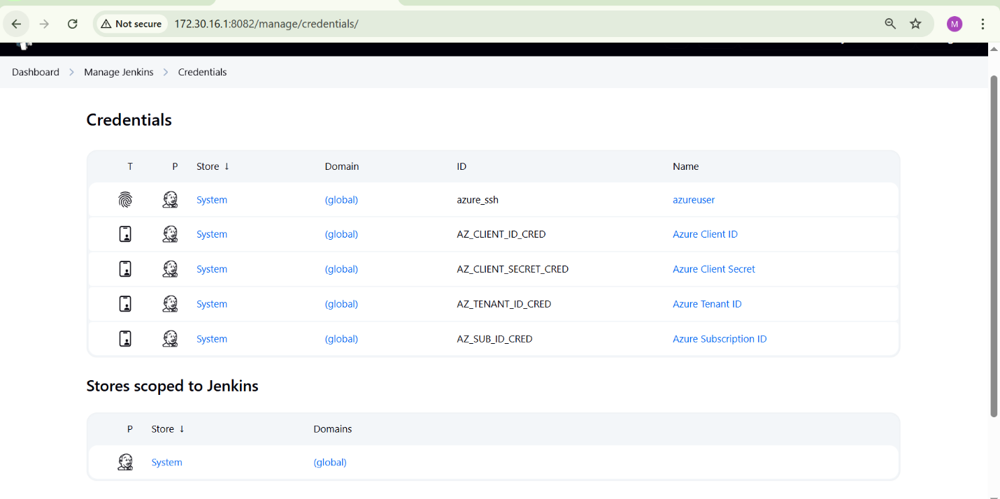 Not secure 172.30.16.1:8082/manage/credentials/ M
Dashboard Manage Jenkins Credentials
Credentials
T P Store ↓ Domain ID Name
System (global) azure_ssh azureuser
System (global) AZ_CLIENT_ID_CRED Azure Client ID
System (global) AZ_CLIENT_SECRET_CRED Azure Client Secret
System (global) AZ_TENANT_ID_CRED Azure Tenant ID
System (global) AZ_SUB_ID_CRED Azure Subscription ID
Stores scoped to Jenkins
P Store ↓ Domains
System (global)